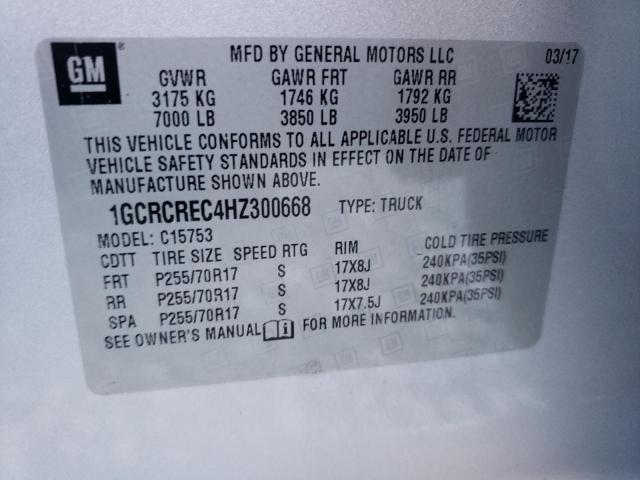 GM
MFD BY GENERAL MOTORS LLC 03/17
GVWR GAWR FRT GAWR RR
3175 KG 1746 KG 1792 KG
7000 LB 3850 LB 3950 LB
THIS VEHICLE CONFORMS TO ALL APPLICABLE U.S. FEDERAL MOTOR
VEHICLE SAFETY STANDARDS IN EFFECT ON THE DATE OF
MANUFACTURE SHOWN ABOVE.
1GCRCREC4HZ300668 TYPE: TRUCK
MODEL: C15753
CDTT TIRE SIZE SPEED RTG RIM COLD TIRE PRESSURE
FRT P255/70R17 S 17X8J 240KPA(35PSI)
RR P255/70R17 S 17X8J 240KPA(35PSI)
SPA P255/70R17 S 17X7.5J 240KPA(35PSI)
SEE OWNER'S MANUAL i FOR MORE INFORMATION.